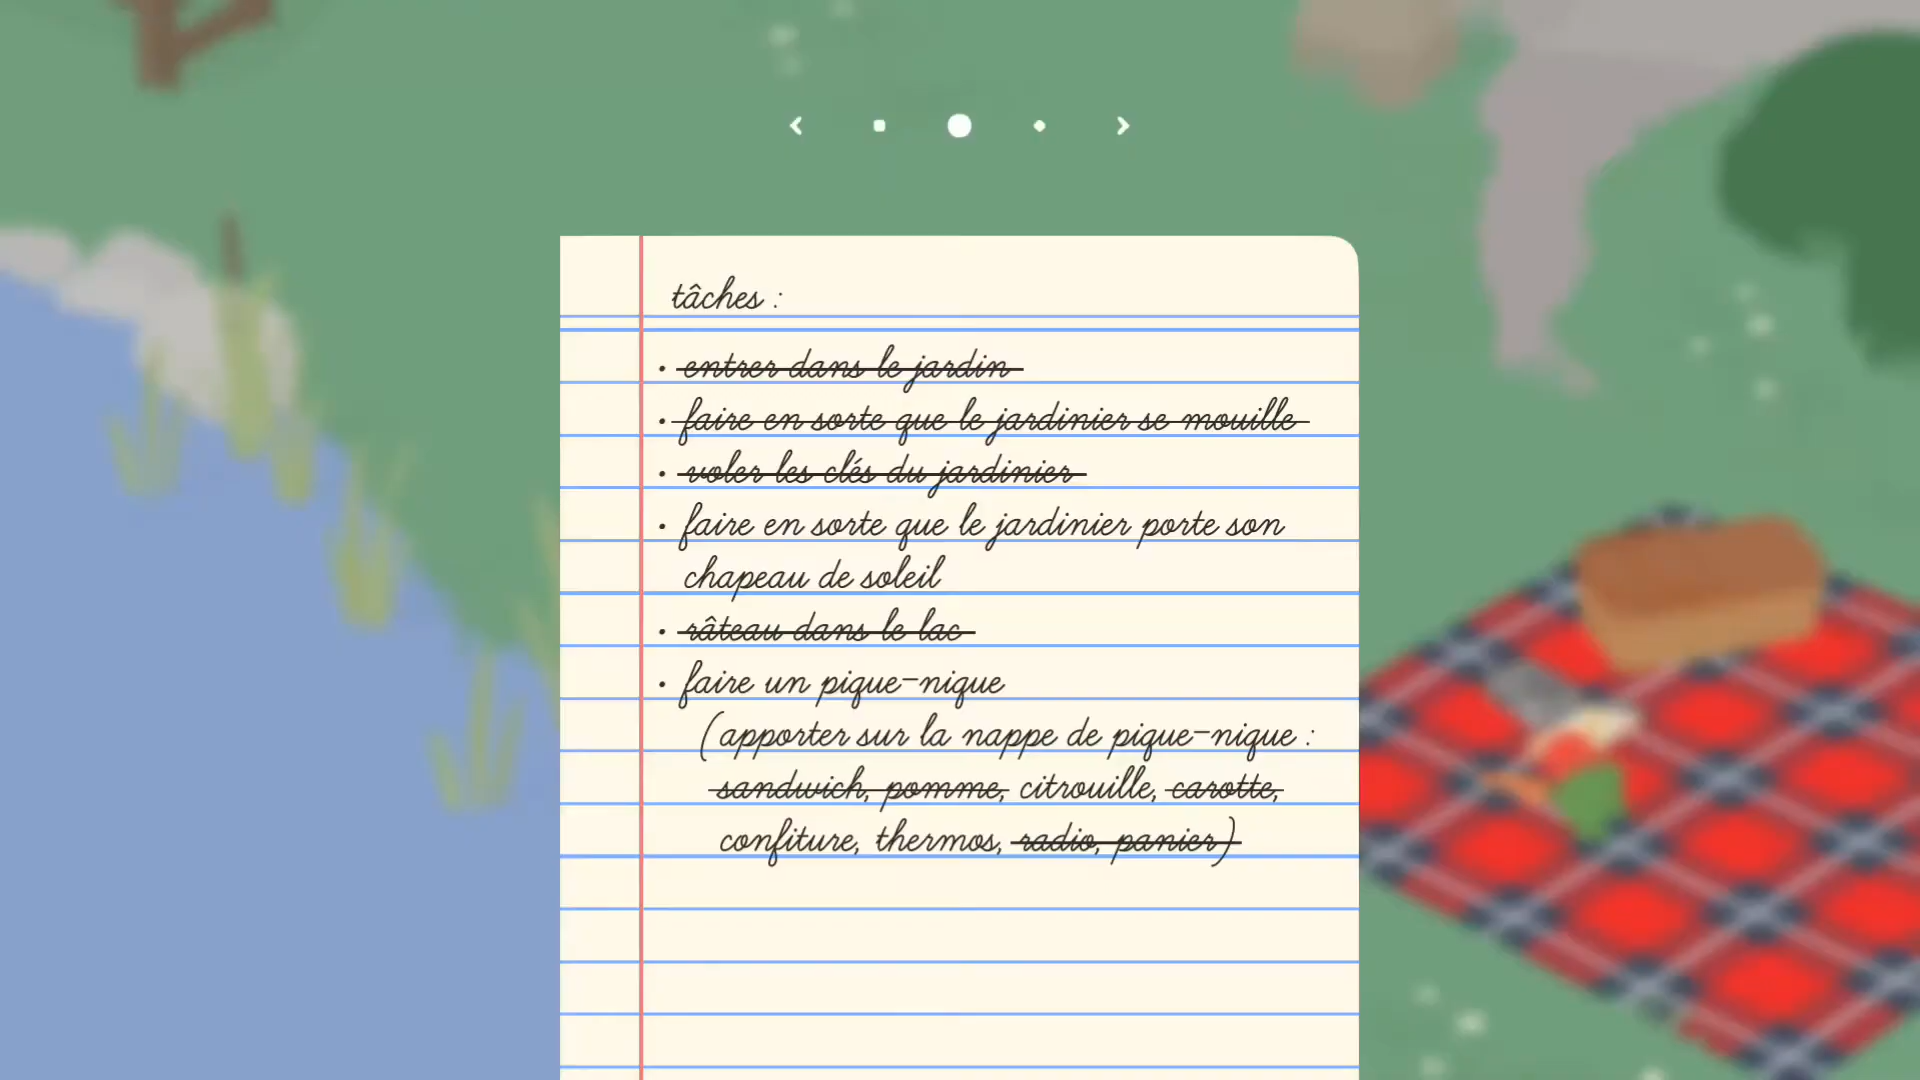 tâches :
• entrer dans le jardin
• faire en sorte que le jardinier se mouille
• voler les clés du jardinier
• faire en sorte que le jardinier porte son
chapeau de soleil
• râteau dans le lac
• faire un pique-nique
(apporter sur la nappe de pique-nique :
sandwich, pomme, citrouille, carotte,
confiture, thermos, radio, panier)